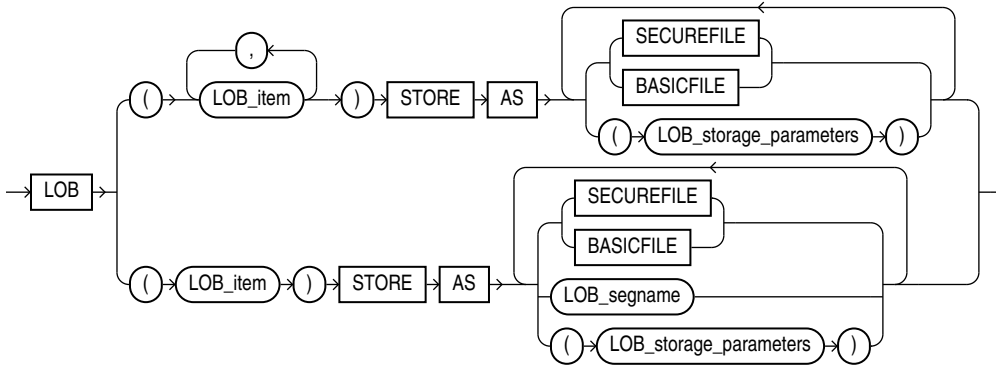 ,
SECUREFILE
BASICFILE
( LOB_item ) STORE AS
( LOB_storage_parameters )
LOB
SECUREFILE
BASICFILE
( LOB_item ) STORE AS
LOB_segname
( LOB_storage_parameters )